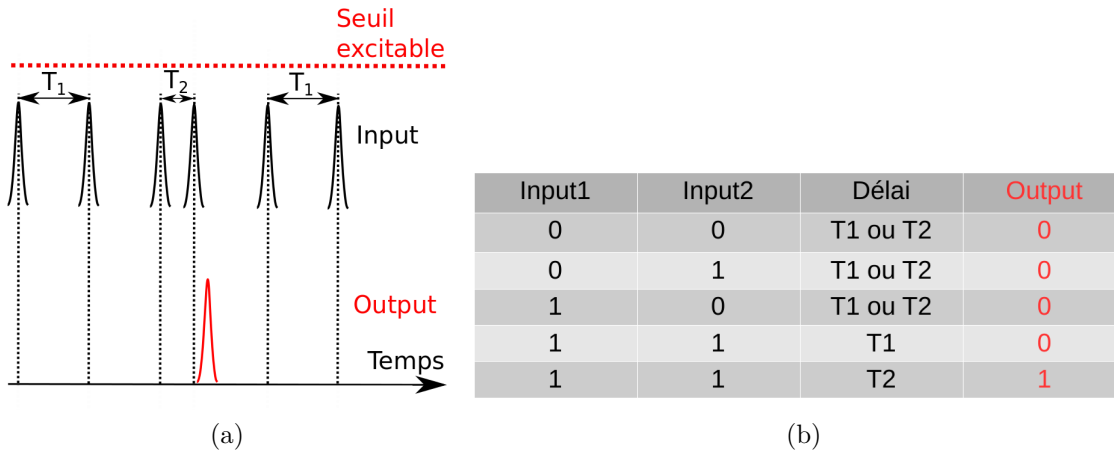 Seuil
excitable
T1 T2 T1
Input
Output
Temps
(a)
Input1 Input2 Délai Output
0 0 T1 ou T2 0
0 1 T1 ou T2 0
1 0 T1 ou T2 0
1 1 T1 0
1 1 T2 1
(b)